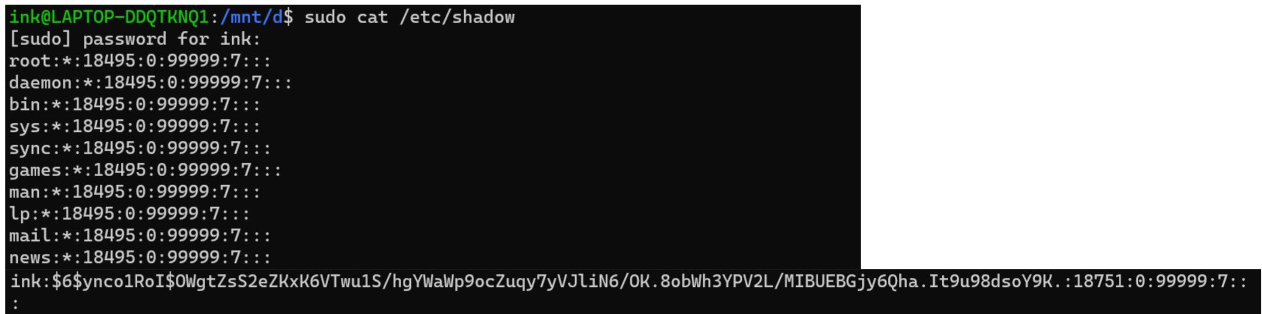 ink@LAPTOP-DDQTKNQ1:/mnt/d$ sudo cat /etc/shadow
[sudo] password for ink:
root:*:18495:0:99999:7:::
daemon:*:18495:0:99999:7:::
bin:*:18495:0:99999:7:::
sys:*:18495:0:99999:7:::
sync:*:18495:0:99999:7:::
games:*:18495:0:99999:7:::
man:*:18495:0:99999:7:::
lp:*:18495:0:99999:7:::
mail:*:18495:0:99999:7:::
news:*:18495:0:99999:7:::
ink:$6$ynco1RoI$OWgtZsS2eZKxK6VTwu1S/hgYWaWp9ocZuqy7yVJliN6/OK.8obWh3YPV2L/MIBUEBGjy6Qha.It9u98dsoY9K.:18751:0:99999:7::
: